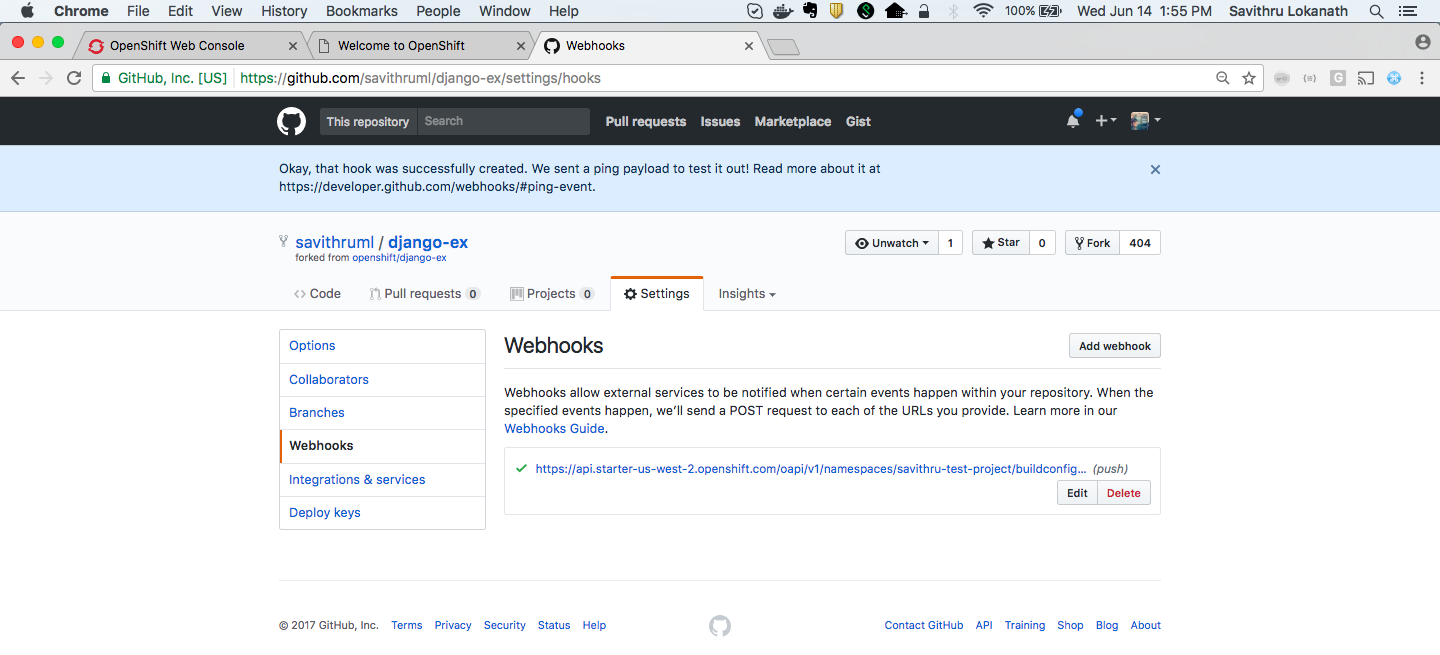 Chrome File Edit View History Bookmarks People Window Help 100% Wed Jun 14 1:55 PM Savithru Lokanath
OpenShift Web Console Welcome to OpenShift Webhooks
GitHub, Inc. [US] https://github.com/savithruml/django-ex/settings/hooks
This repository Search Pull requests Issues Marketplace Gist
Okay, that hook was successfully created. We sent a ping payload to test it out! Read more about it at
https://developer.github.com/webhooks/#ping-event.
savithruml / django-ex Unwatch 1 Star 0 Fork 404
forked from openshift/django-ex
Code Pull requests 0 Projects 0 Settings Insights
Options
Collaborators
Branches
Webhooks
Integrations & services
Deploy keys
Webhooks Add webhook
Webhooks allow external services to be notified when certain events happen within your repository. When the
specified events happen, we’ll send a POST request to each of the URLs you provide. Learn more in our
Webhooks Guide.
https://api.starter-us-west-2.openshift.com/oapi/v1/namespaces/savithru-test-project/buildconfig... (push)
Edit Delete
© 2017 GitHub, Inc. Terms Privacy Security Status Help Contact GitHub API Training Shop Blog About